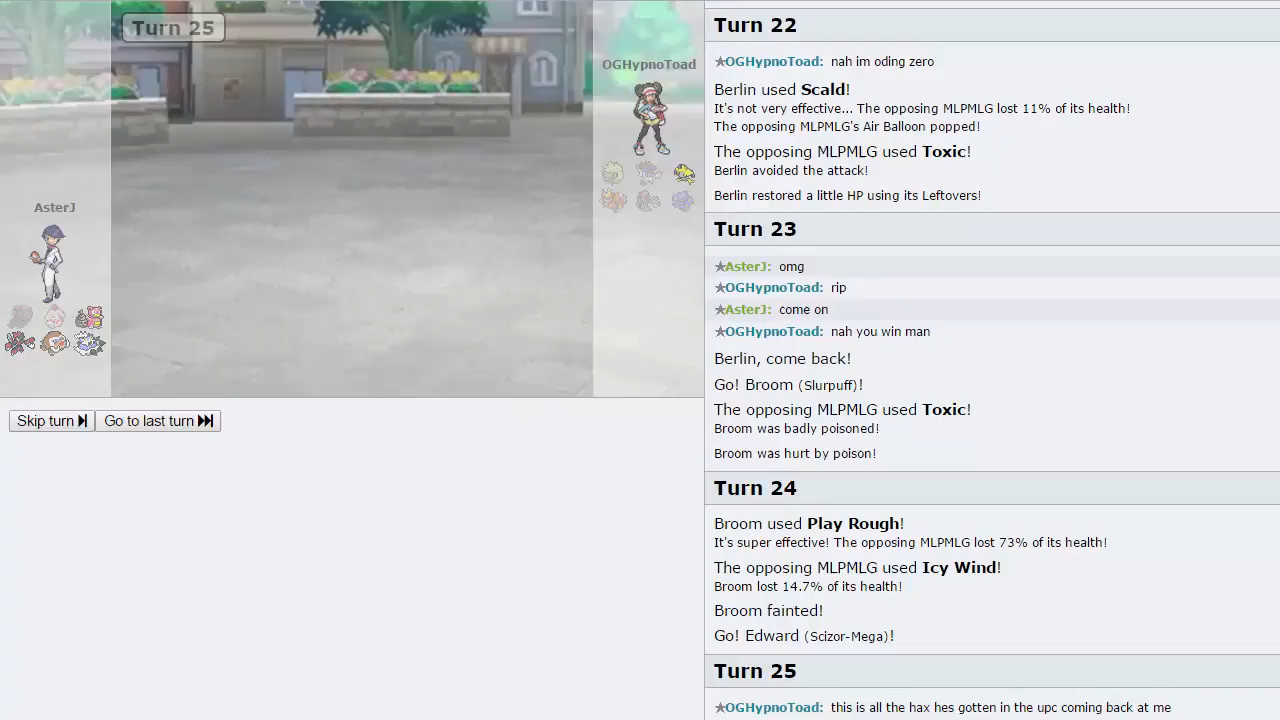 Turn 25
OGHypnoToad
AsterJ
Skip turn
Go to last turn
Turn 22
★OGHypnoToad: nah im oding zero
Berlin used Scald!
It's not very effective... The opposing MLPMLG lost 11% of its health!
The opposing MLPMLG's Air Balloon popped!
The opposing MLPMLG used Toxic!
Berlin avoided the attack!
Berlin restored a little HP using its Leftovers!
Turn 23
★AsterJ: omg
★OGHypnoToad: rip
★AsterJ: come on
★OGHypnoToad: nah you win man
Berlin, come back!
Go! Broom (Slurpuff)!
The opposing MLPMLG used Toxic!
Broom was badly poisoned!
Broom was hurt by poison!
Turn 24
Broom used Play Rough!
It's super effective! The opposing MLPMLG lost 73% of its health!
The opposing MLPMLG used Icy Wind!
Broom lost 14.7% of its health!
Broom fainted!
Go! Edward (Scizor-Mega)!
Turn 25
★OGHypnoToad: this is all the hax hes gotten in the upc coming back at me